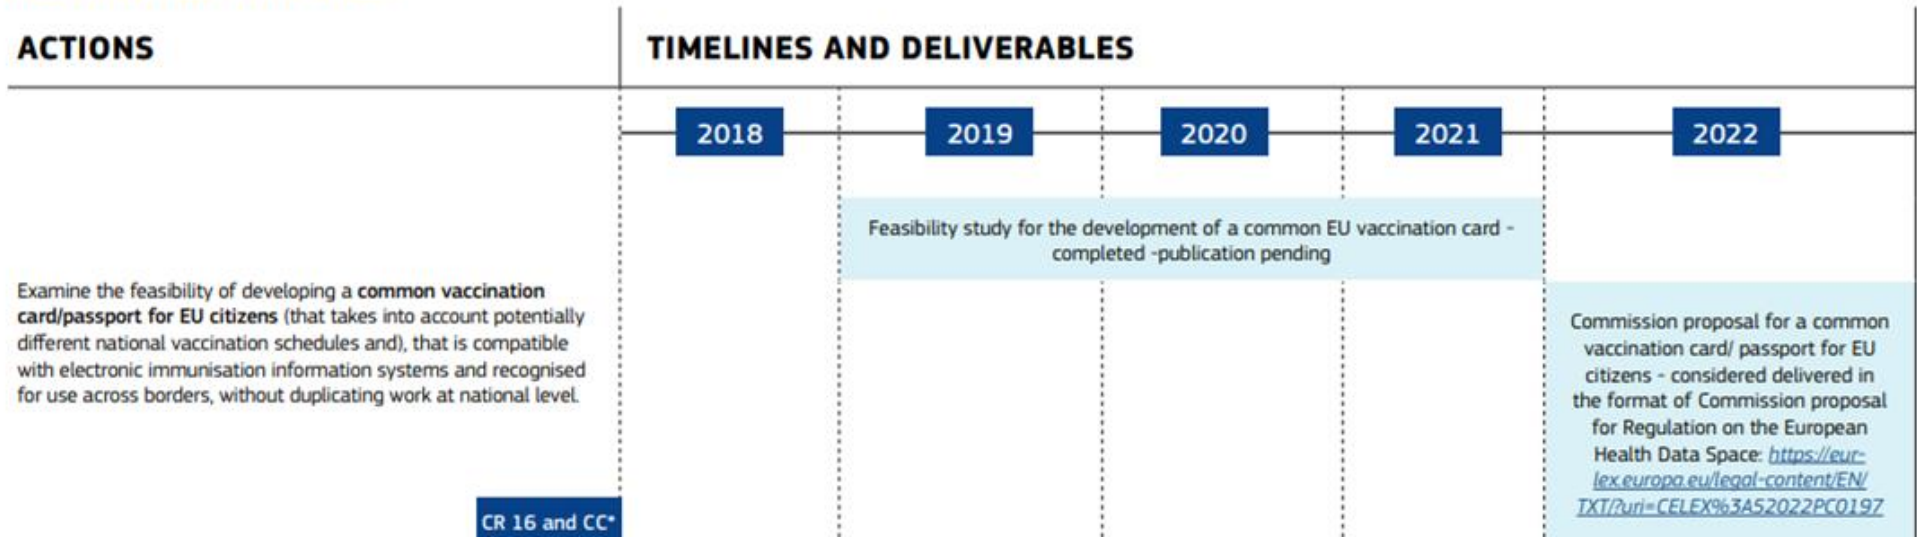 ACTIONS
TIMELINES AND DELIVERABLES
2018
2019
2020
2021
2022
Feasibility study for the development of a common EU vaccination card -
completed -publication pending
Examine the feasibility of developing a common vaccination
card/passport for EU citizens (that takes into account potentially
different national vaccination schedules and), that is compatible
with electronic immunisation information systems and recognised
for use across borders, without duplicating work at national level.
CR 16 and CC*
Commission proposal for a common
vaccination card/ passport for EU
citizens - considered delivered in
the format of Commission proposal
for Regulation on the European
Health Data Space: https://eur-
lex.europa.eu/legal-content/EN/
TXT/?uri=CELEX%3A52022PC0197